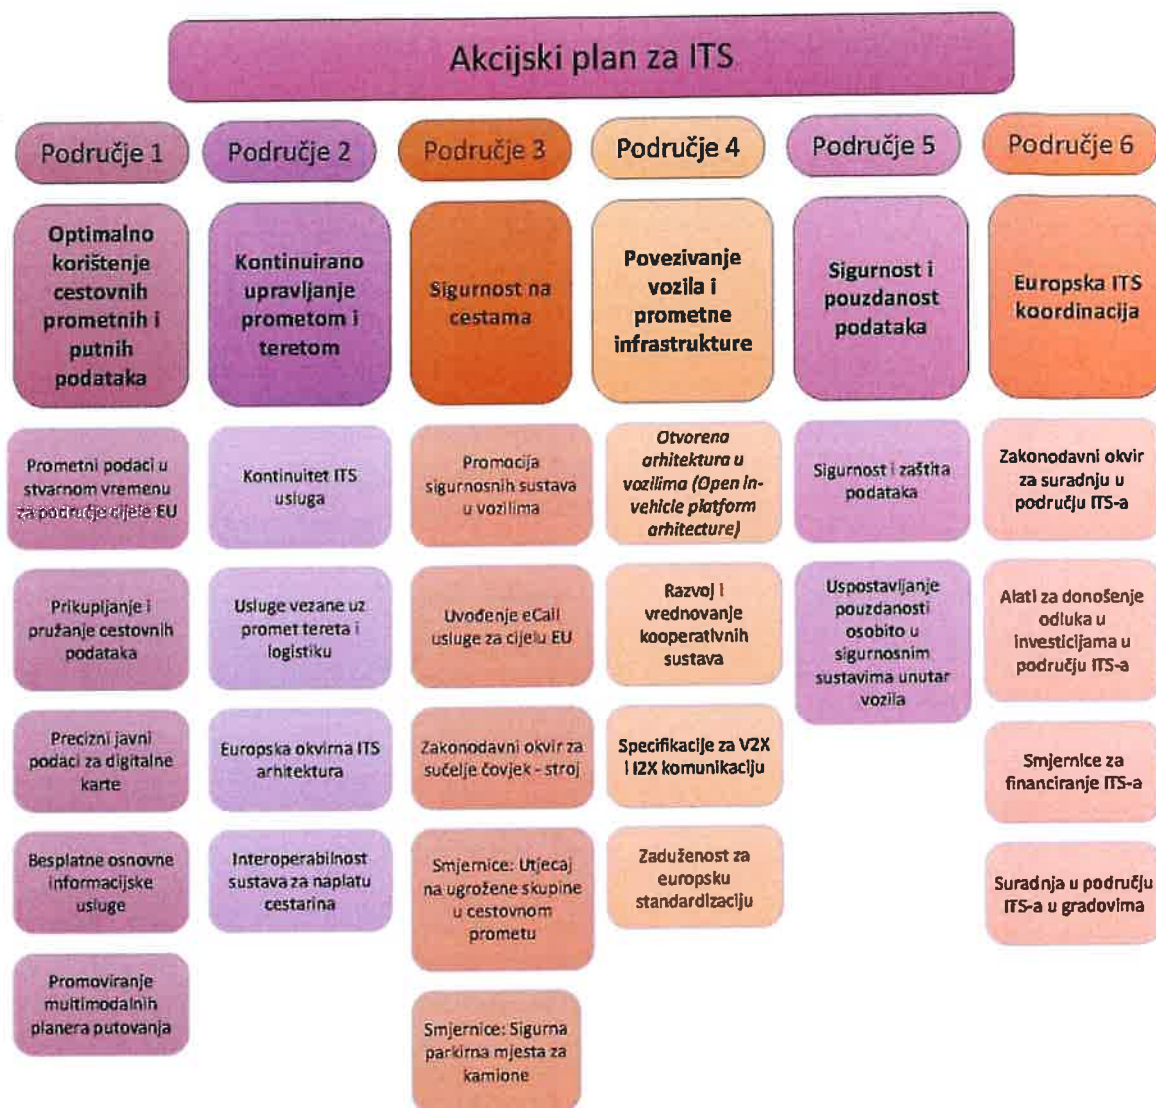 Akcijski plan za ITS
Područje 1
Područje 2
Područje 3
Područje 4
Područje 5
Područje 6
Optimalno
korištenje
cestovnih
prometnih i
putnih
podataka
Kontinuirano
upravljanje
prometom i
teretom
Sigurnost na
cestama
Povezivanje
vozila i
prometne
infrastrukture
Sigurnost i
pouzdanost
podataka
Europska ITS
koordinacija
Prometni podaci u
stvarnom vremenu
za područje cijele EU
Kontinuitet ITS
usluga
Promocija
sigurnosnih sustava
u vozilima
Otvorena
arhitektura u
vozilima (Open In-
vehicle platform
arhitecture)
Sigurnost i zaštita
podataka
Zakonodavni okvir
za suradnju u
području ITS-a
Prikupljanje i
pružanje cestovnih
podataka
Usluge vezane uz
promet tereta i
logistiku
Uvođenje eCall
usluge za cijelu EU
Razvoj i
vrednovanje
kooperativnih
sustava
Uspostavljanje
pouzdanosti
osobito u
sigurnosnim
sustavima unutar
vozila
Alati za donošenje
odluka u
investicijama u
području ITS-a
Precizni javni
podaci za digitalne
karte
Europska okvirna ITS
arhitektura
Zakonodavni okvir za
sučelje čovjek - stroj
Specifikacije za V2X
i I2X komunikaciju
Smjernice za
financiranje ITS-a
Besplatne osnovne
informacijske
usluge
Interoperabilnost
sustava za naplatu
cestarina
Smjernice: Utjecaj
na ugrožene skupine
u cestovnom
prometu
Zaduženost za
europsku
standardizaciju
Suradnja u području
ITS-a u gradovima
Promoviranje
multimodalnih
planera putovanja
Smjernice: Sigurna
parkirna mjesta za
kamione